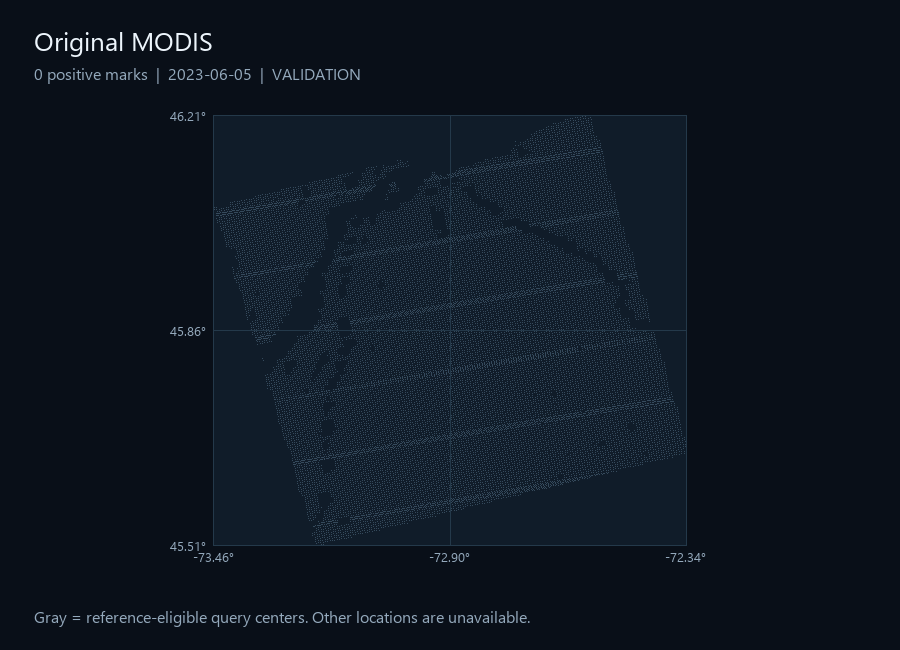 Original MODIS
0 positive marks | 2023-06-05 | VALIDATION
46.21°
45.86°
45.51°
-73.46°
-72.90°
-72.34°
Gray = reference-eligible query centers. Other locations are unavailable.